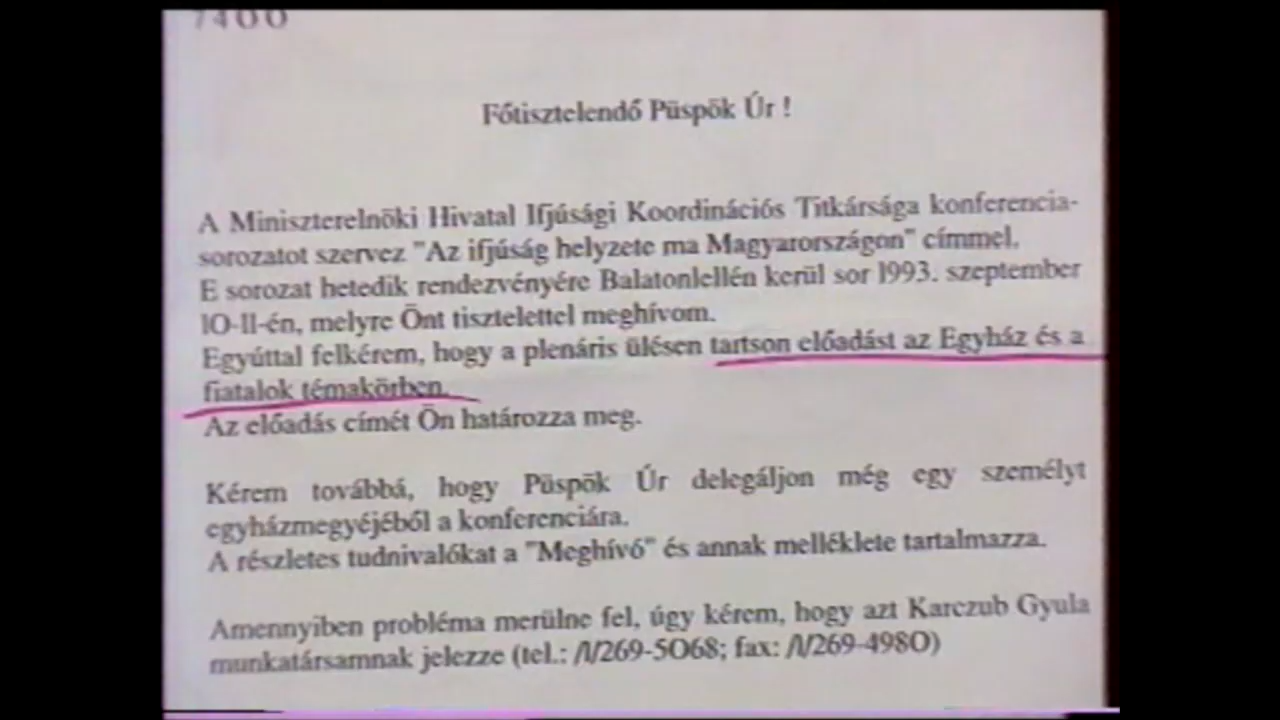 7400
Főtisztelendő Püspök Úr !
A Miniszterelnöki Hivatal Ifjúsági Koordinációs Titkársága konferencia-
sorozatot szervez "Az ifjúság helyzete ma Magyarországon" címmel.
E sorozat hetedik rendezvényére Balatonlellén kerül sor 1993. szeptember
10-11-én, melyre Önt tisztelettel meghívom.
Egyúttal felkérem, hogy a plenáris ülésen tartson előadást az Egyház és a
fiatalok témakörben.
Az előadás címét Ön határozza meg.
Kérem továbbá, hogy Püspök Úr delegáljon még egy személyt
egyházmegyéjéből a konferenciára.
A részletes tudnivalókat a "Meghívó" és annak melléklete tartalmazza.
Amennyiben probléma merülne fel, úgy kérem, hogy azt Karczub Gyula
munkatársamnak jelezze (tel.: /1/269-5068; fax: /1/269-4980)